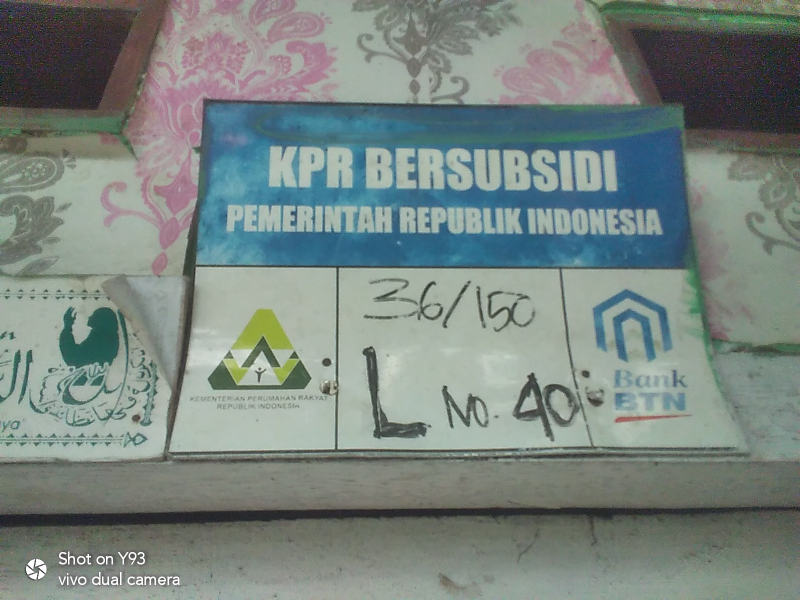 KPR BERSUBSIDI
PEMERINTAH REPUBLIK INDONESIA
36/150
L No. 40
KEMENTERIAN PERUMAHAN RAKYAT
REPUBLIK INDONESIA
Bank
BTN
Shot on Y93
vivo dual camera